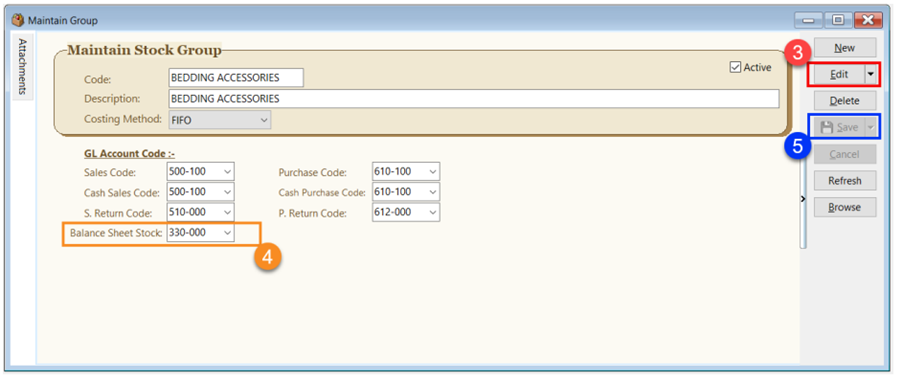 Maintain Group
Attachments
Maintain Stock Group
Active
Code: BEDDING ACCESSORIES
Description: BEDDING ACCESSORIES
Costing Method: FIFO
GL Account Code :-
Sales Code: 500-100 Purchase Code: 610-100
Cash Sales Code: 500-100 Cash Purchase Code: 610-100
S. Return Code: 510-000 P. Return Code: 612-000
Balance Sheet Stock: 330-000
4
New
3
Edit
Delete
5
Save
Cancel
Refresh
Browse